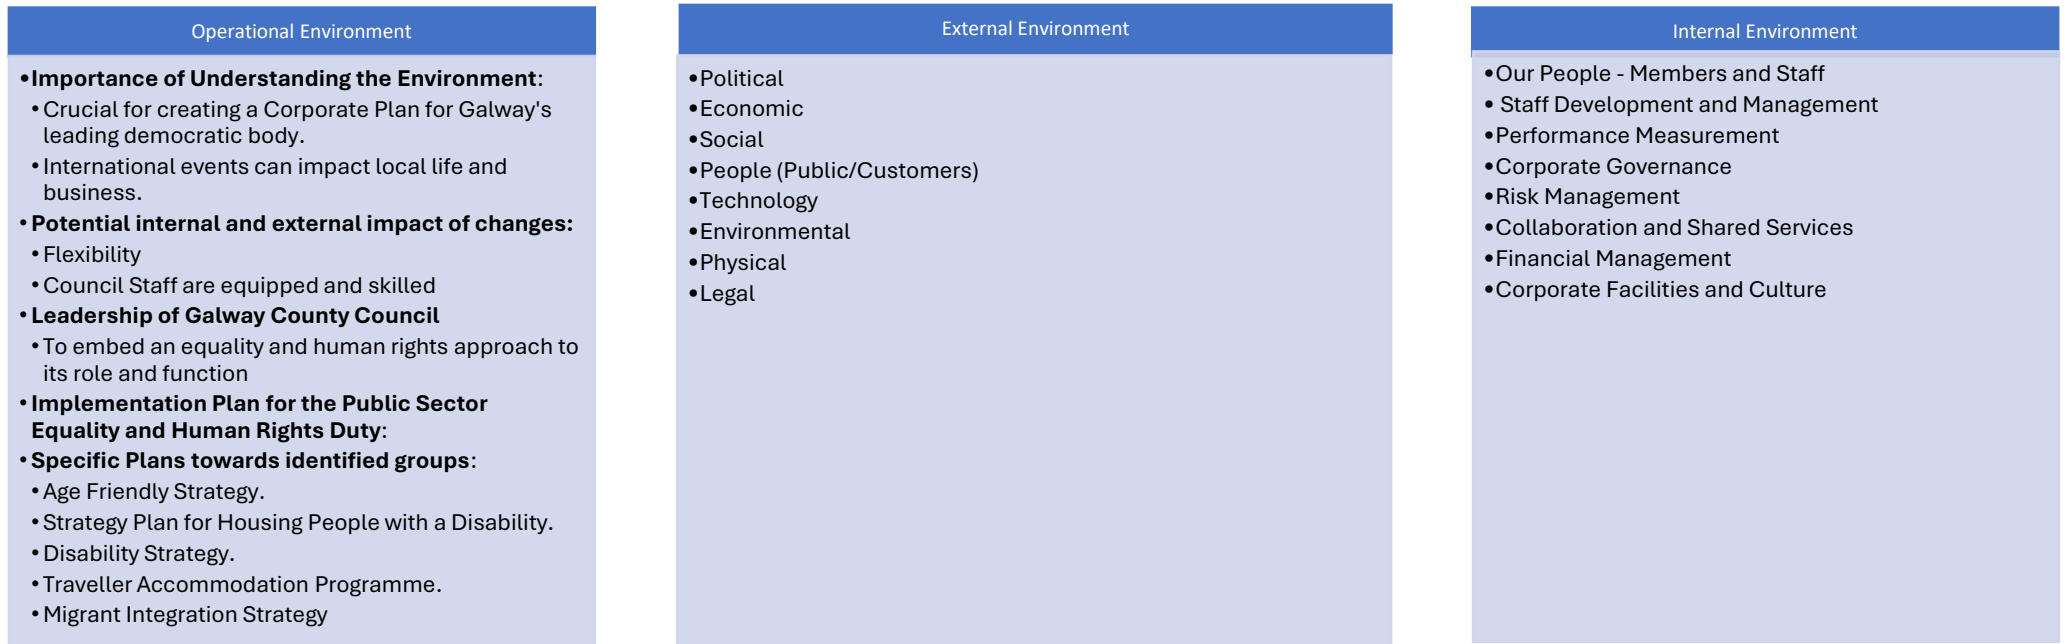 Operational Environment
•Importance of Understanding the Environment:
• Crucial for creating a Corporate Plan for Galway's
leading democratic body.
• International events can impact local life and
business.
• Potential internal and external impact of changes:
• Flexibility
• Council Staff are equipped and skilled
• Leadership of Galway County Council
• To embed an equality and human rights approach to
its role and function
• Implementation Plan for the Public Sector
Equality and Human Rights Duty:
• Specific Plans towards identified groups:
• Age Friendly Strategy.
• Strategy Plan for Housing People with a Disability.
• Disability Strategy.
• Traveller Accommodation Programme.
• Migrant Integration Strategy
External Environment
•Political
•Economic
•Social
•People (Public/Customers)
•Technology
•Environmental
•Physical
•Legal
Internal Environment
•Our People - Members and Staff
• Staff Development and Management
•Performance Measurement
•Corporate Governance
•Risk Management
•Collaboration and Shared Services
•Financial Management
•Corporate Facilities and Culture